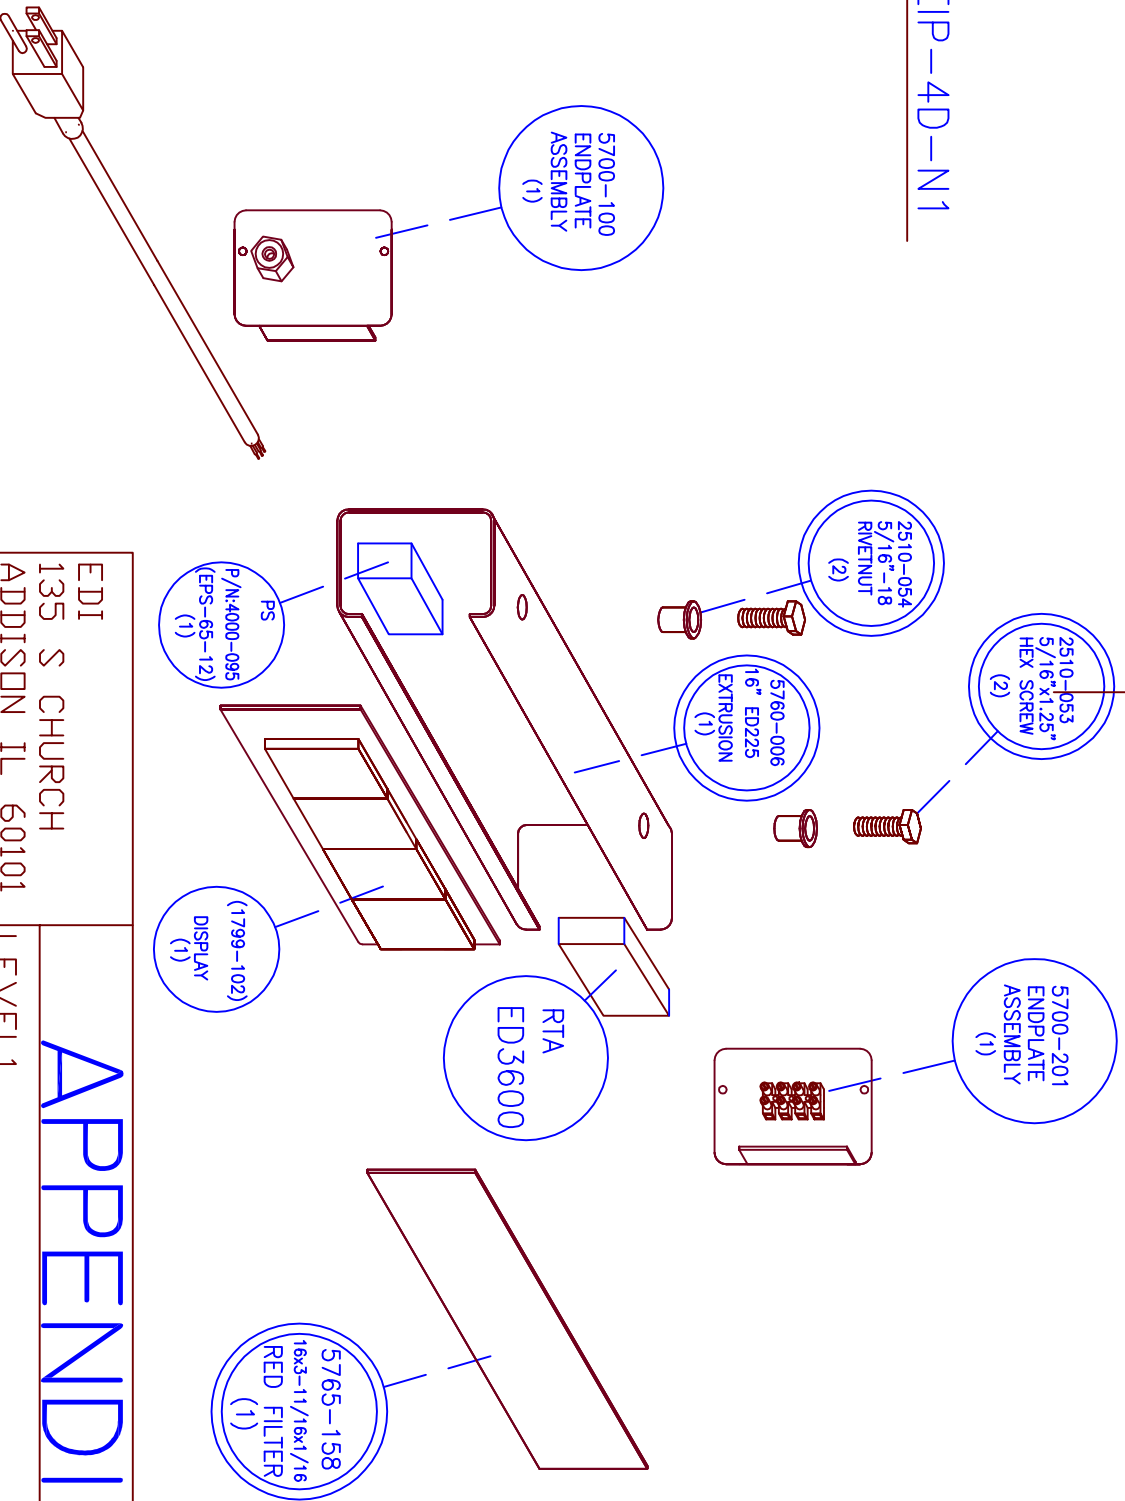 EIP-4D-N1
5700-100
ENDPLATE
ASSEMBLY
(1)
2510-054
5/16"-18
RIVETNUT
(2)
2510-053
5/16"x1.25"
HEX SCREW
(2)
5760-006
16" ED225
EXTRUSION
(1)
5700-201
ENDPLATE
ASSEMBLY
(1)
PS
P/N:4000-095
(EPS-65-12)
(1)
(1799-102)
DISPLAY
(1)
RTA
ED3600
5765-158
16x3-11/16x1/16
RED FILTER
(1)
EDI
135 S CHURCH
ADDISON IL 60101
LEVEL1
APPENDI